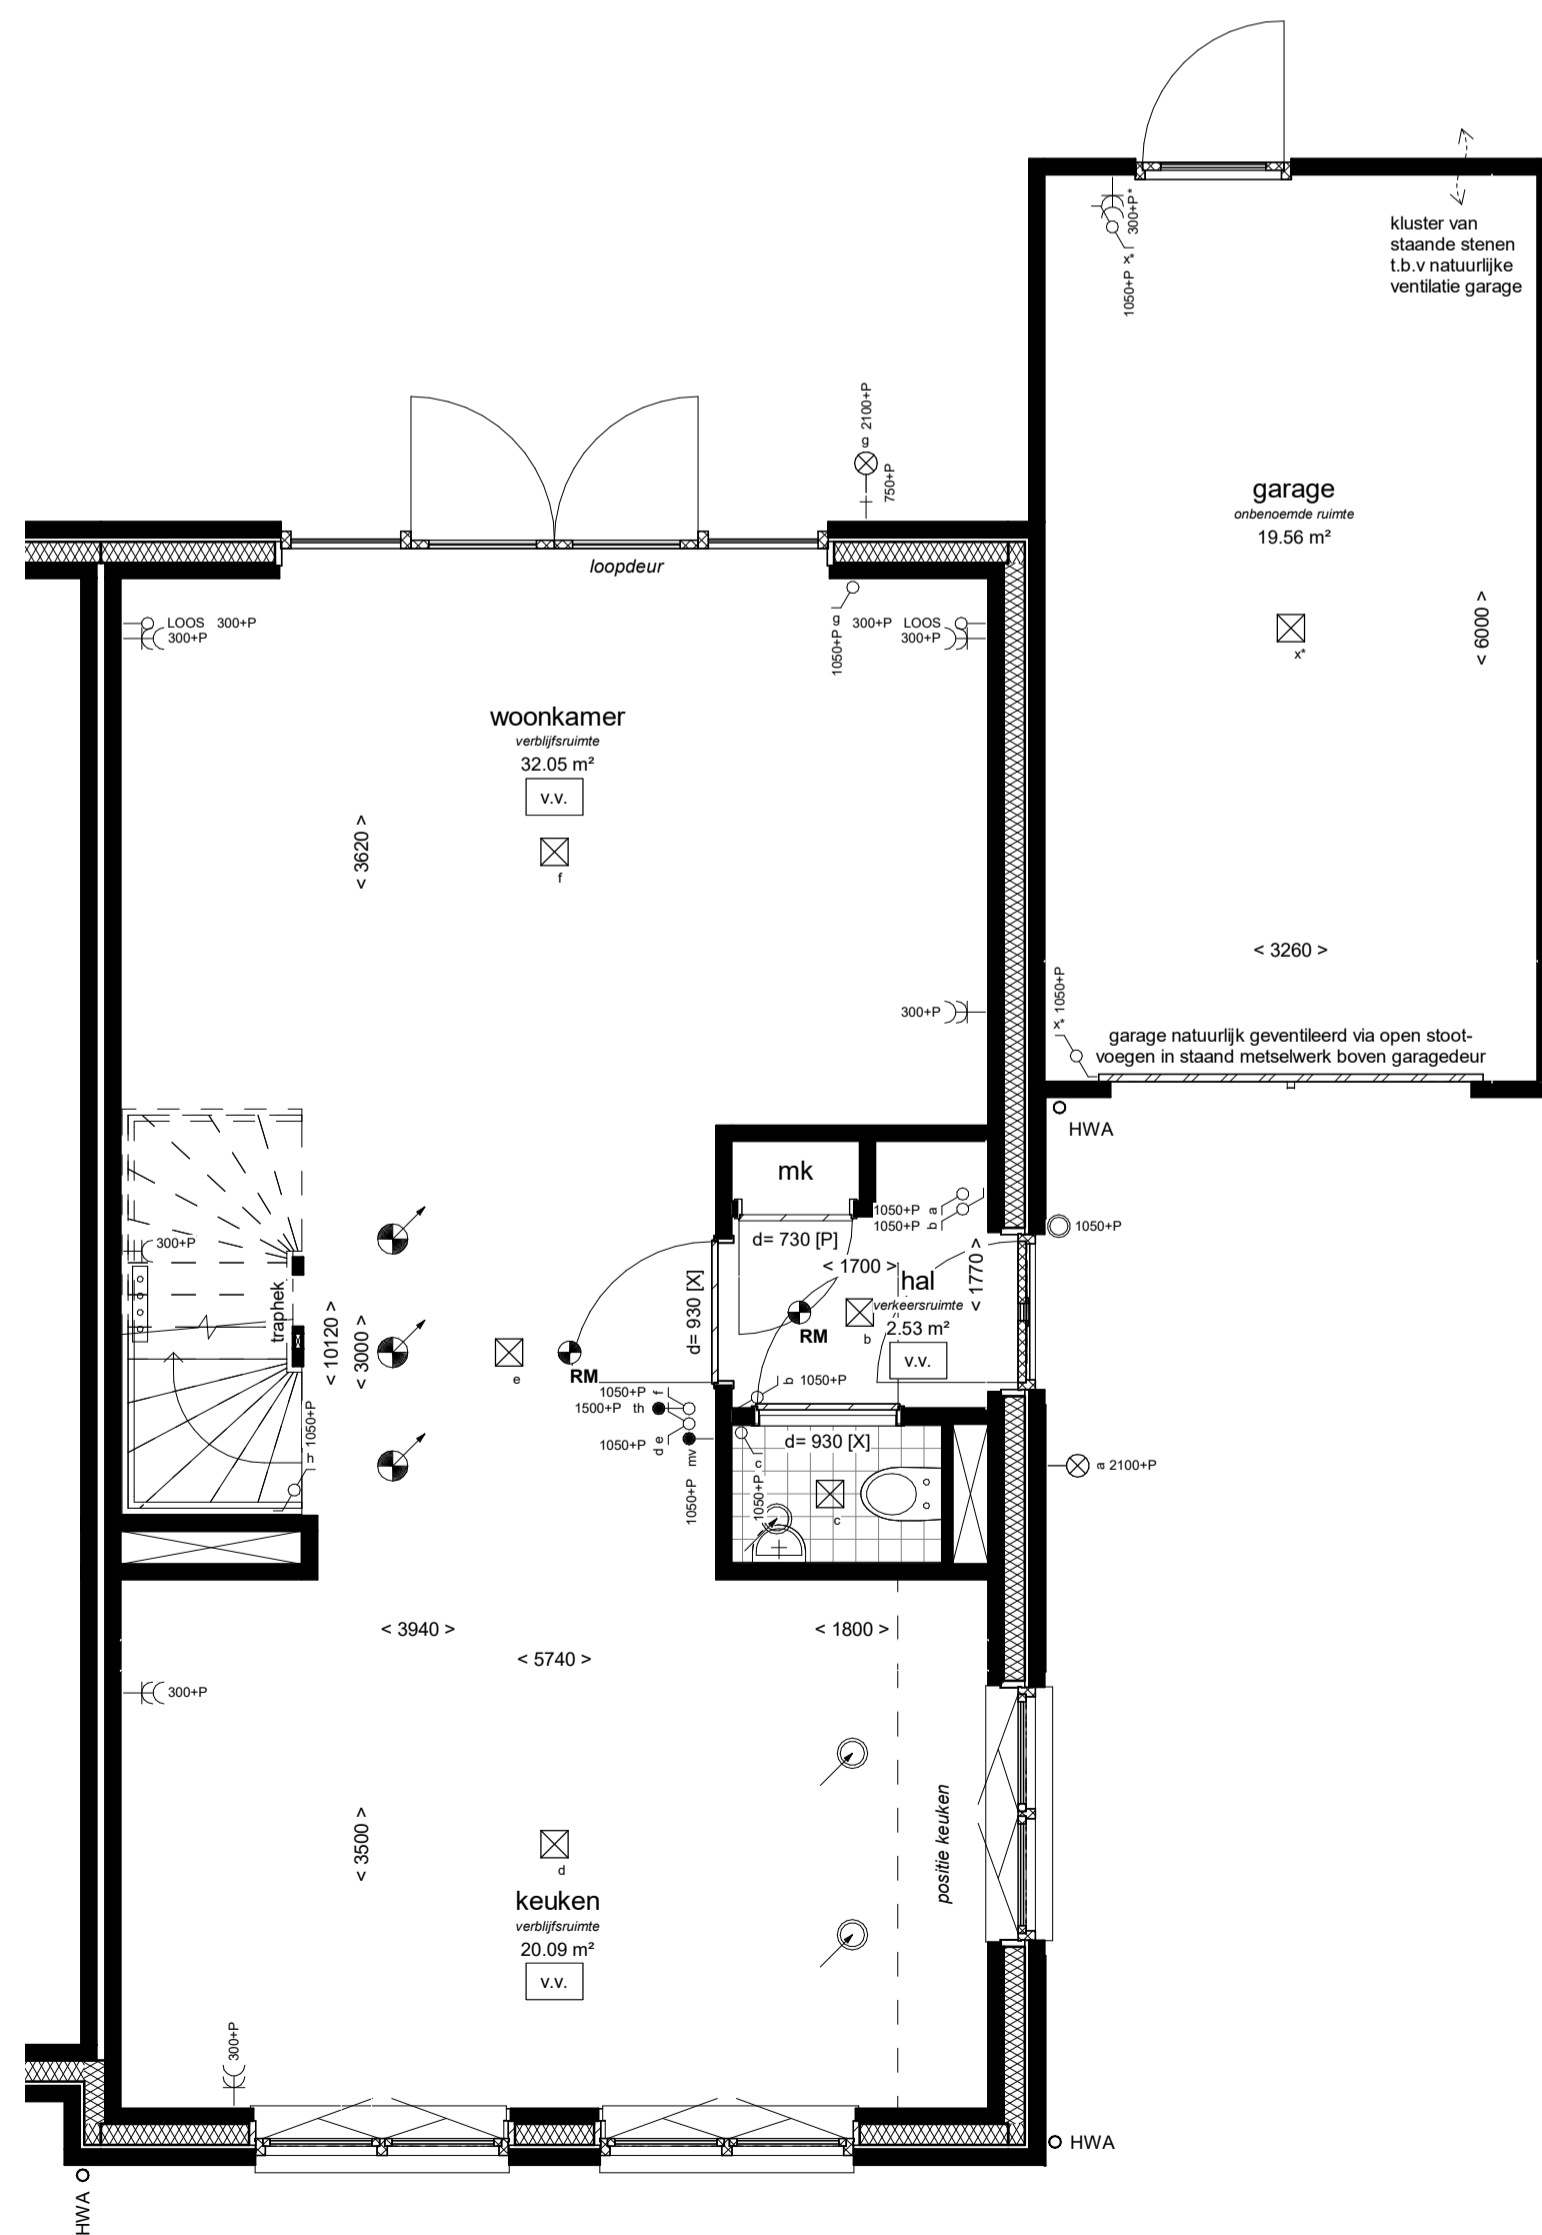 kluster van
staande stenen
t.b.v natuurlijke
ventilatie garage
300+P*
1050+P x*
g 2100+P
750+P
garage
onbenoemde ruimte
19.56 m²
x*
< 6000 >
< 3260 >
x* 1050+P
garage natuurlijk geventileerd via open stoot-
voegen in staand metselwerk boven garagedeur
HWA
loopdeur
LOOS 300+P
300+P
1050+P g
300+P LOOS
300+P
woonkamer
verblijfsruimte
32.05 m²
v.v.
f
< 3620 >
300+P
mk
1050+P a
1050+P b
1050+P
d= 730 [P]
< 1700 >
< 1770 >
hal
verkeersruimte
2.53 m²
v.v.
b
RM
d= 930 [X]
300+P
traphek
< 10120 >
< 3000 >
e
RM
1050+P f
1500+P th
1050+P d e
1050+P mv
b 1050+P
h 1050+P
d= 930 [X]
1050+P c
c
a 2100+P
< 3940 >
< 1800 >
< 5740 >
300+P
< 3500 >
d
positie keuken
keuken
verblijfsruimte
20.09 m²
v.v.
300+P
HWA
HWA